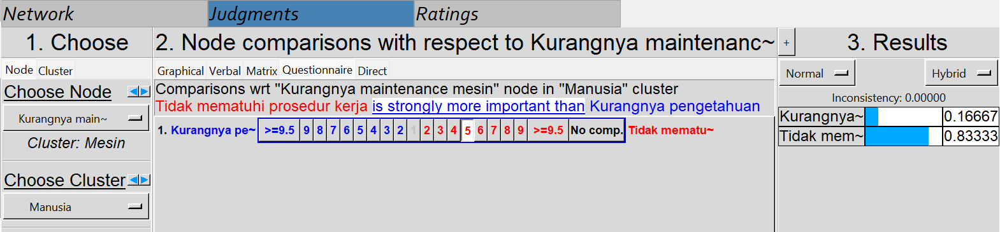 Network Judgments Ratings
1. Choose
Node Cluster
Choose Node
Kurangnya main~
Cluster: Mesin
Choose Cluster
Manusia
2. Node comparisons with respect to Kurangnya maintenanc~
Graphical Verbal Matrix Questionnaire Direct
Comparisons wrt "Kurangnya maintenance mesin" node in "Manusia" cluster
Tidak mematuhi prosedur kerja is strongly more important than Kurangnya pengetahuan
1. Kurangnya pe~ >=9.5 9 8 7 6 5 4 3 2 1 2 3 4 5 6 7 8 9 >=9.5 No comp. Tidak mematu~
+ 3. Results
Normal Hybrid
Inconsistency: 0.00000
Kurangnya~ 0.16667
Tidak mem~ 0.83333